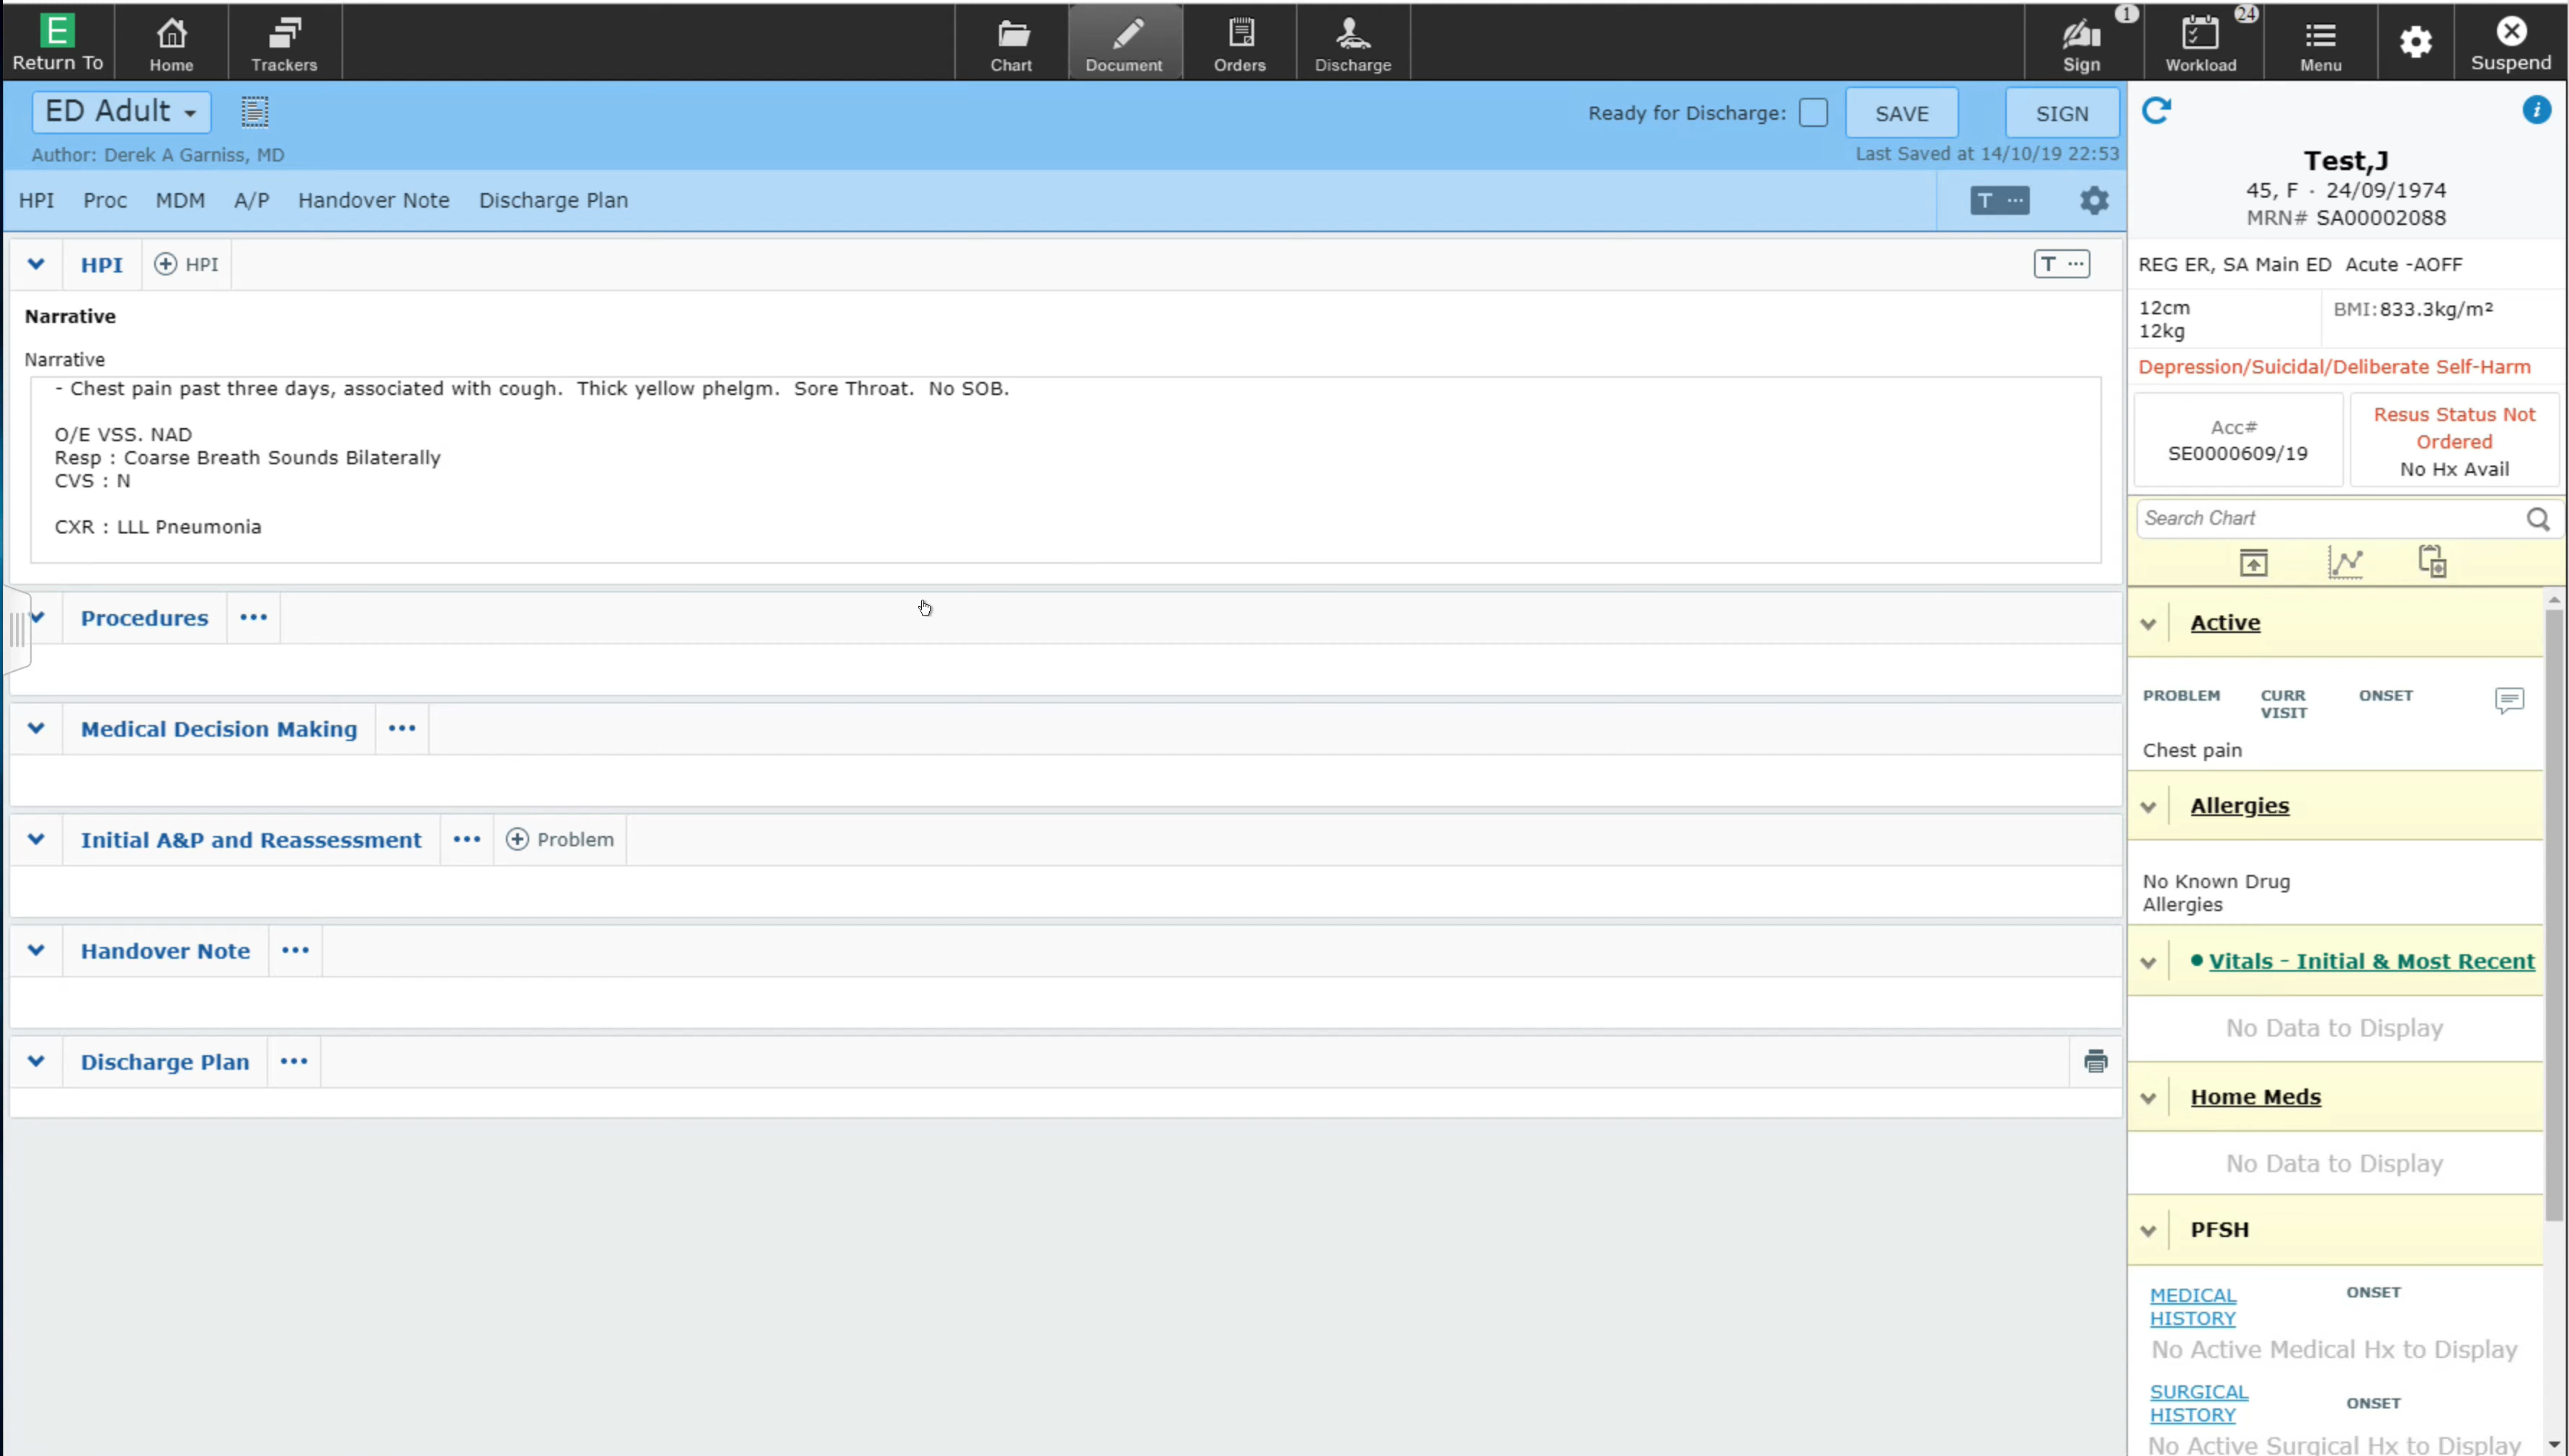 E
Return To
Home
Trackers
Chart
Document
Orders
Discharge
1
Sign
24
Workload
Menu
Suspend
ED Adult
Author: Derek A Garniss, MD
Ready for Discharge:
SAVE
SIGN
Last Saved at 14/10/19 22:53
HPI Proc MDM A/P Handover Note Discharge Plan
T ...
HPI
HPI
T ...
Narrative
Narrative
- Chest pain past three days, associated with cough.  Thick yellow phelgm.  Sore Throat.  No SOB.
O/E VSS. NAD
Resp : Coarse Breath Sounds Bilaterally
CVS : N
CXR : LLL Pneumonia
Procedures
Medical Decision Making
Initial A&P and Reassessment
Problem
Handover Note
Discharge Plan
i
Test,J
45, F · 24/09/1974
MRN# SA00002088
REG ER, SA Main ED  Acute -AOFF
12cm
12kg
BMI:833.3kg/m²
Depression/Suicidal/Deliberate Self-Harm
Acc#
SE0000609/19
Resus Status Not
Ordered
No Hx Avail
Search Chart
Active
PROBLEM
CURR
VISIT
ONSET
Chest pain
Allergies
No Known Drug
Allergies
Vitals - Initial & Most Recent
No Data to Display
Home Meds
No Data to Display
PFSH
MEDICAL
HISTORY
ONSET
No Active Medical Hx to Display
SURGICAL
HISTORY
ONSET
No Active Surgical Hx to Display